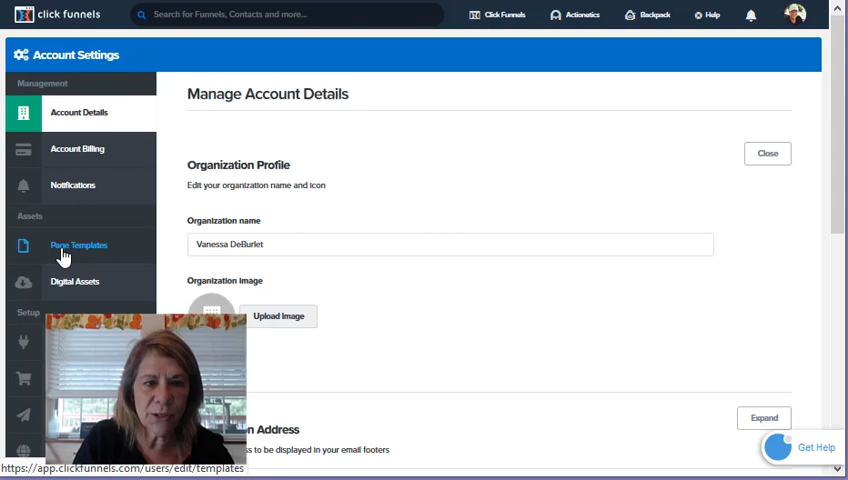 click funnels
Search for Funnels, Contacts and more...
Click Funnels
Actionetics
Backpack
Help
Account Settings
Management
Account Details
Account Billing
Notifications
Assets
Page Templates
Digital Assets
Setup
Manage Account Details
Close
Organization Profile
Edit your organization name and icon
Organization name
Vanessa DeBurlet
Organization image
Upload Image
Expand
on Address
ss to be displayed in your email footers
Get Help
https://app.clickfunnels.com/users/edit/templates